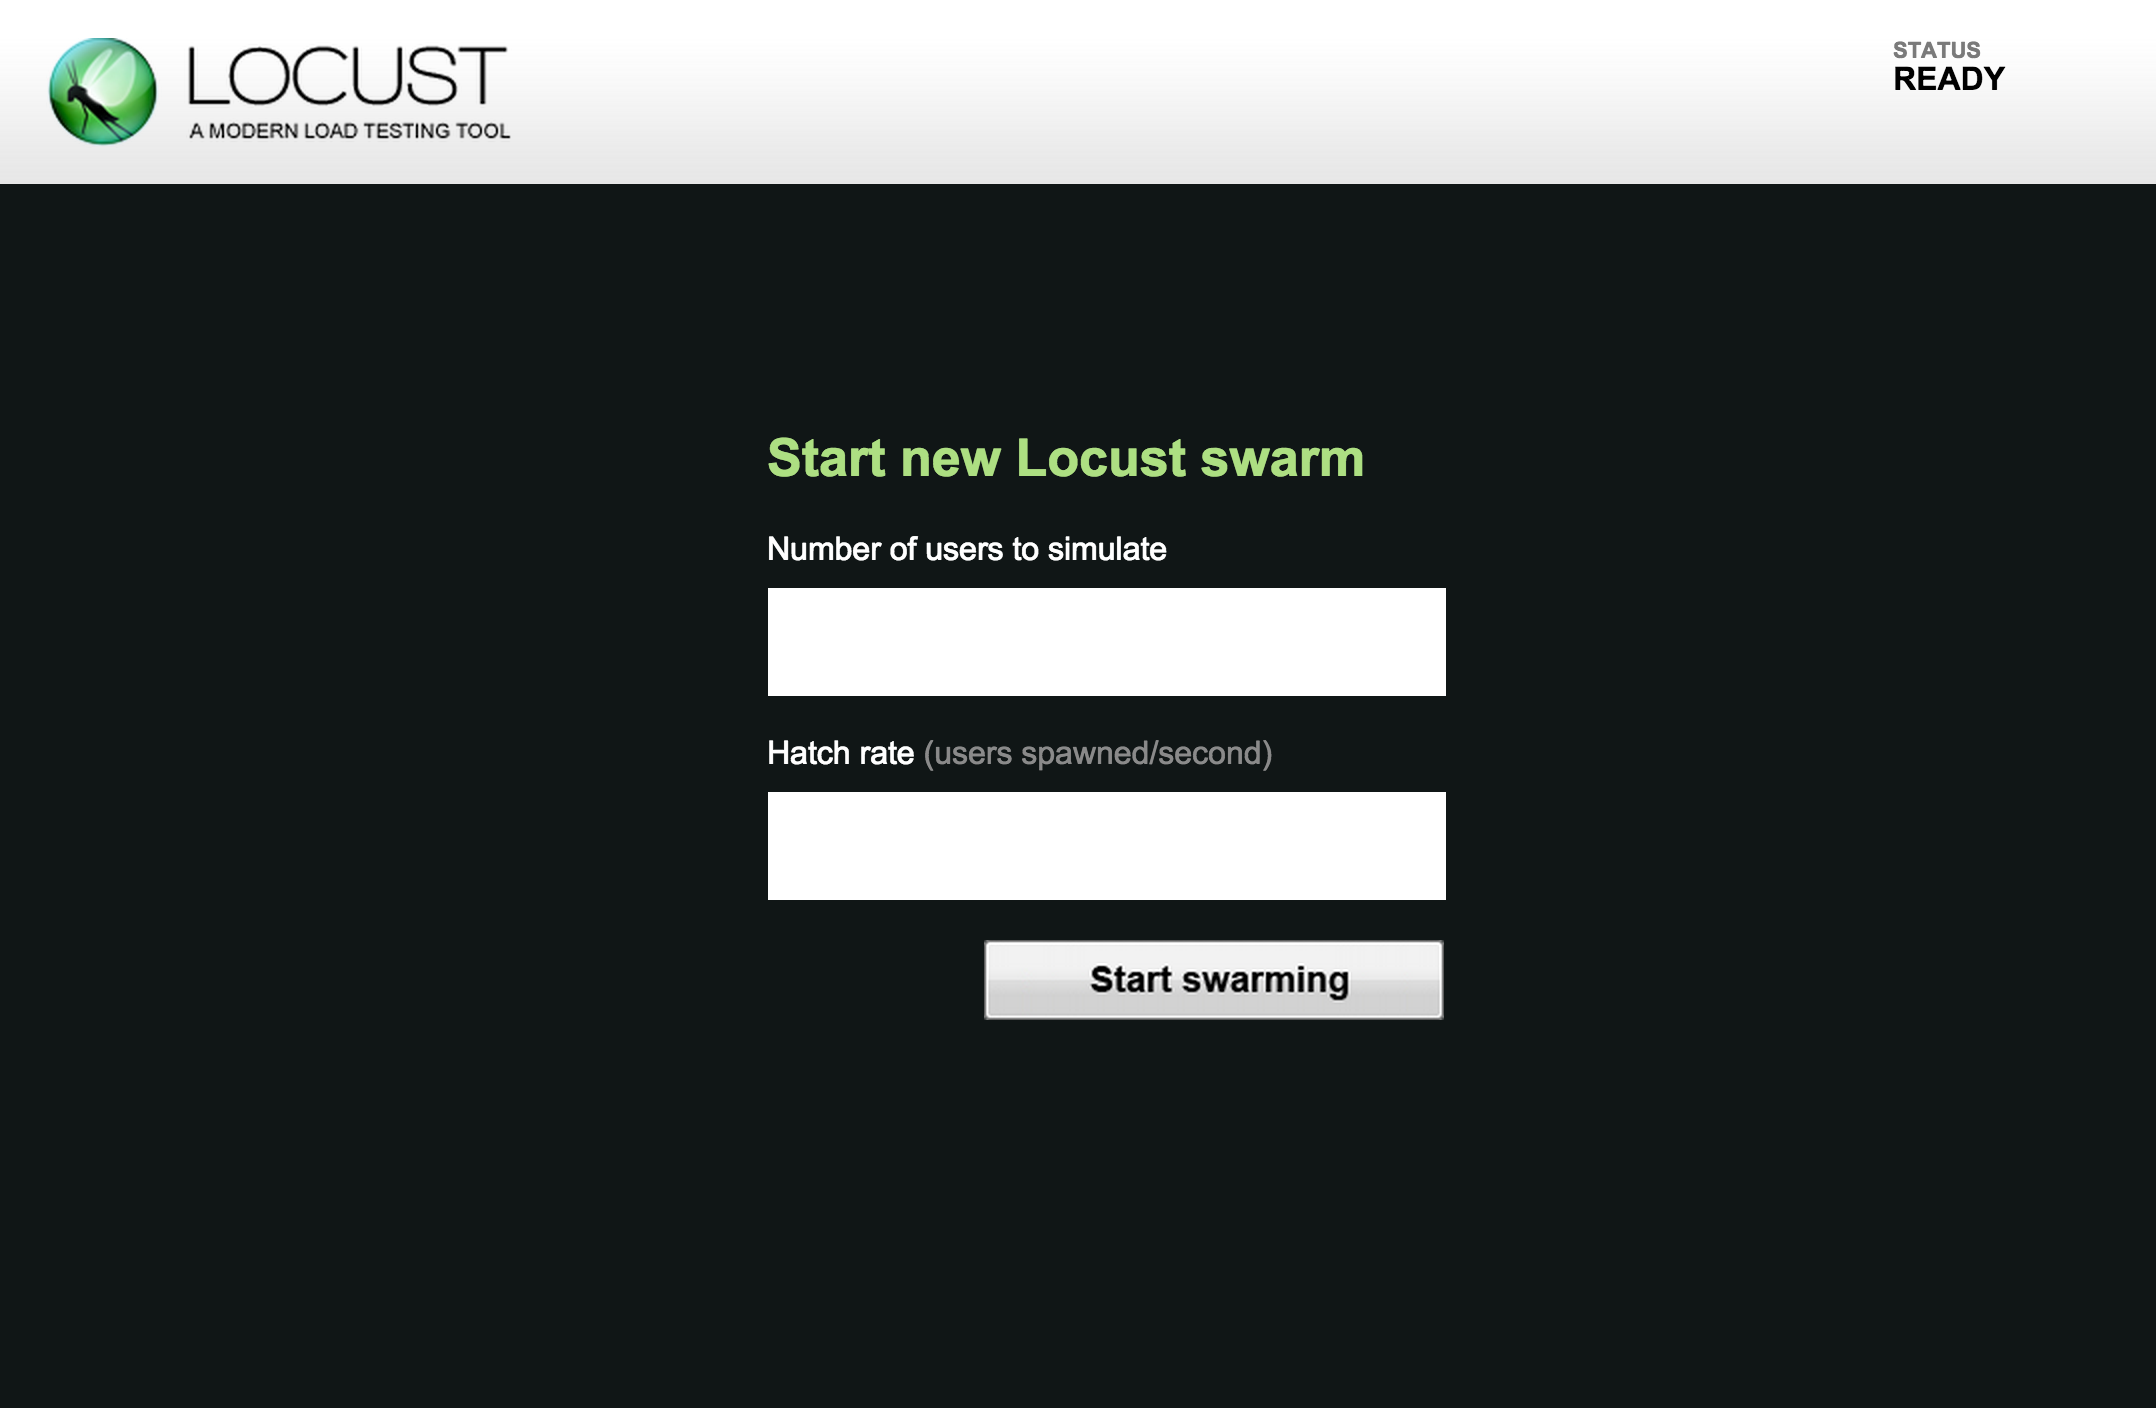 LOCUST
A MODERN LOAD TESTING TOOL
STATUS
READY
Start new Locust swarm
Number of users to simulate
Hatch rate (users spawned/second)
Start swarming